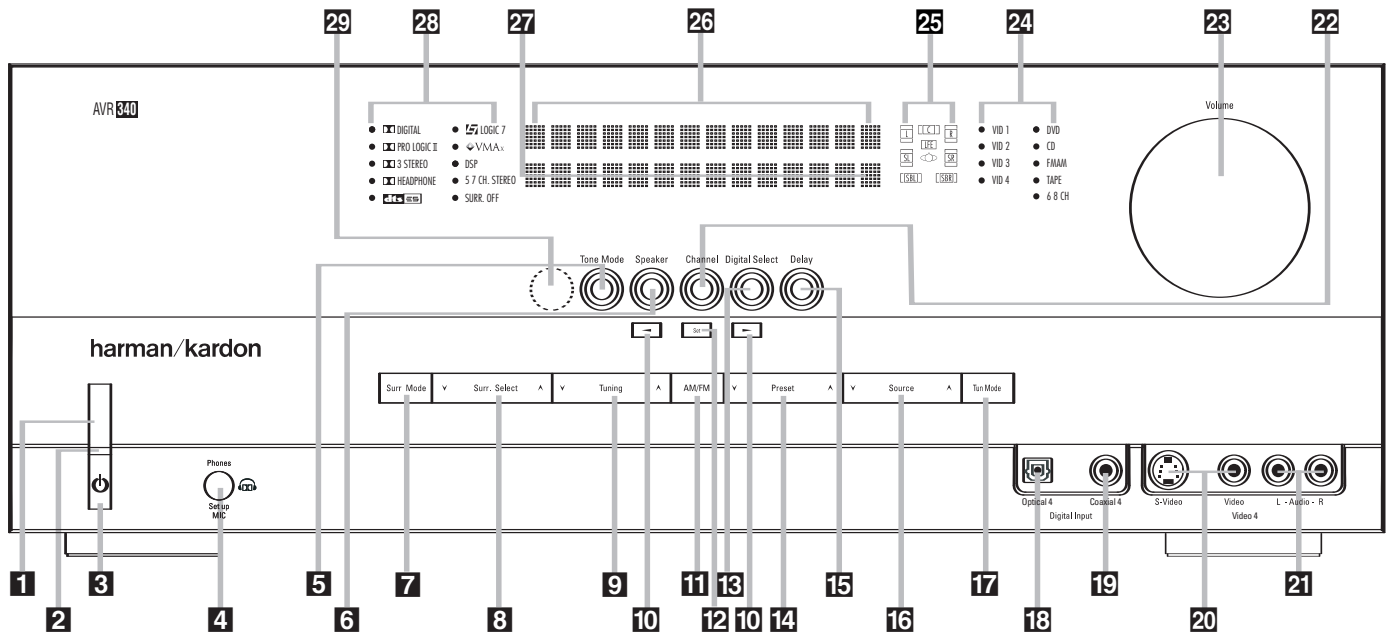 29 28 27 26 25 24 23 22
AVR 340
Volume
DIGITAL
PRO LOGIC II
3 STEREO
HEADPHONE
ES
LOGIC 7
VMAx
DSP
5 7 CH. STEREO
SURR. OFF
L C R
LFE
SL SR
SBL SBR
VID 1
VID 2
VID 3
VID 4
DVD
CD
FMAM
TAPE
6 8 CH
Tone Mode Speaker Channel Digital Select Delay
Set
harman/kardon
Surr Mode Surr. Select Tuning AM/FM Preset Source Tun Mode
Phones
Set up
MIC
Optical 4 Coaxial 4
Digital Input
S-Video Video L - Audio - R
Video 4
1 2 3 4 5 6 7 8 9 10 11 12 13 10 14 15 16 17 18 19 20 21